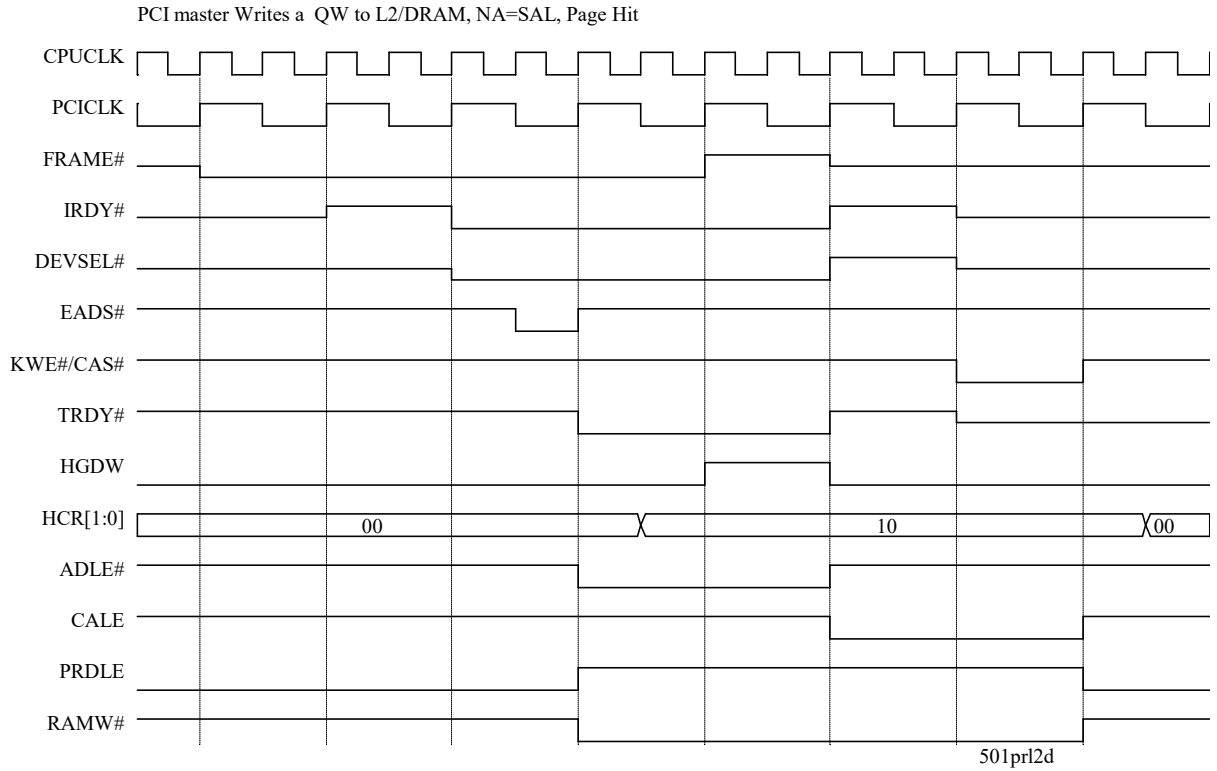 PCI master Writes a  QW to L2/DRAM, NA=SAL, Page Hit
CPUCLK
PCICLK
FRAME#
IRDY#
DEVSEL#
EADS#
KWE#/CAS#
TRDY#
HGDW
HCR[1:0] 00 10 00
ADLE#
CALE
PRDLE
RAMW#
501prl2d